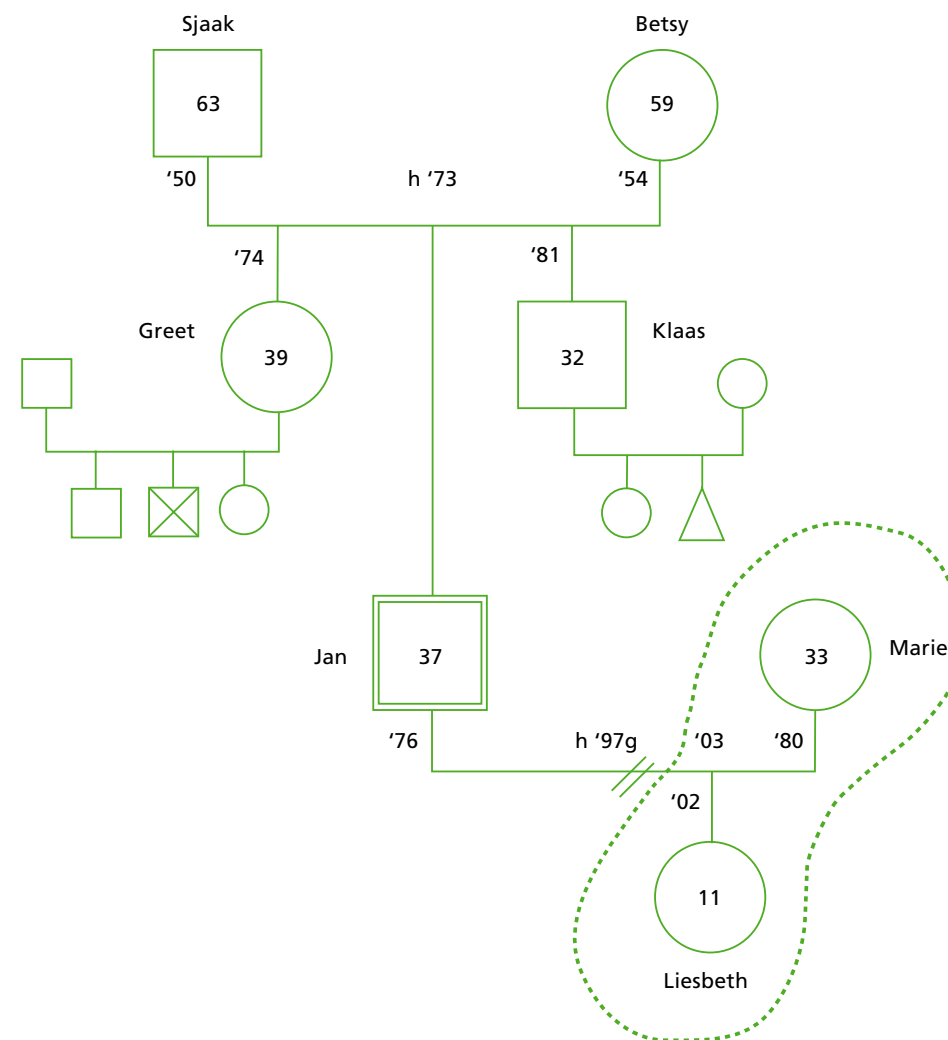 Sjaak
Betsy
63
59
‘50
h ‘73
‘54
‘74
‘81
Greet
39
32
Klaas
Jan
37
33
Marie
‘76
h ‘97g
‘03
‘80
‘02
11
Liesbeth